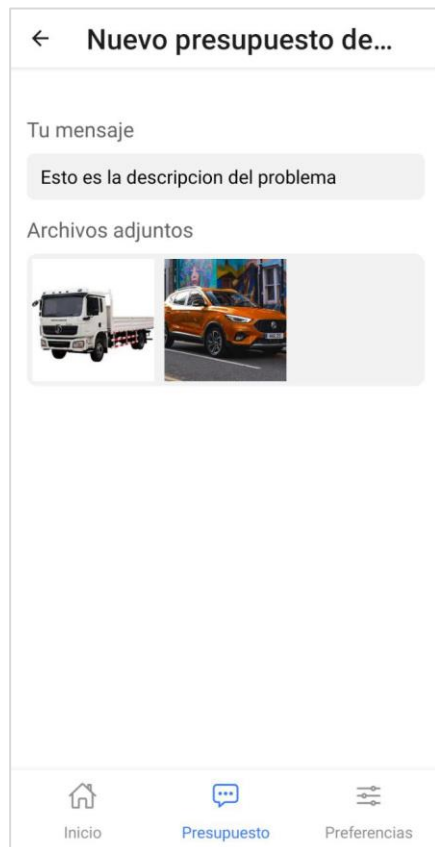 Nuevo presupuesto de...
Tu mensaje
Esto es la descripcion del problema
Archivos adjuntos
Inicio
Presupuesto
Preferencias